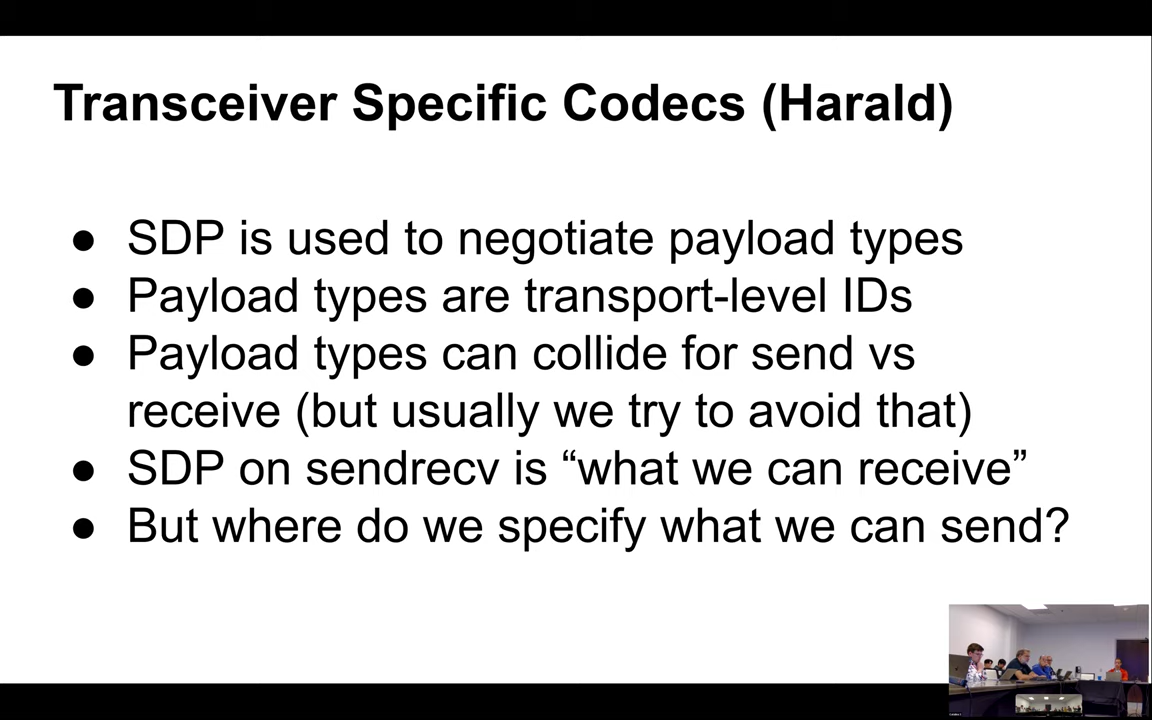 Transceiver Specific Codecs (Harald)
● SDP is used to negotiate payload types
● Payload types are transport-level IDs
● Payload types can collide for send vs
receive (but usually we try to avoid that)
● SDP on sendrecv is “what we can receive”
● But where do we specify what we can send?